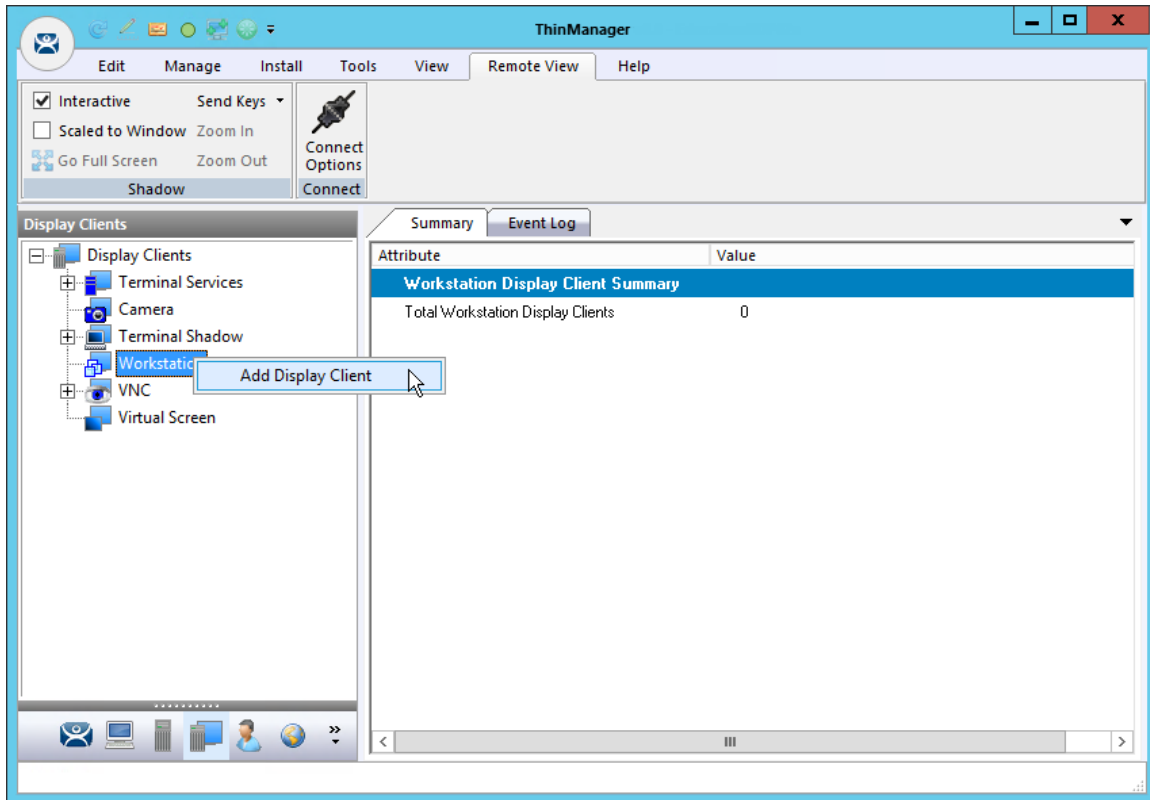 ThinManager
Edit Manage Install Tools View Remote View Help
Interactive Send Keys
Scaled to Window Zoom In
Go Full Screen Zoom Out
Connect
Options
Shadow Connect
Display Clients
Summary Event Log
Display Clients
Attribute Value
Terminal Services
Workstation Display Client Summary
Camera
Total Workstation Display Clients 0
Terminal Shadow
Workstatio
Add Display Client
VNC
Virtual Screen